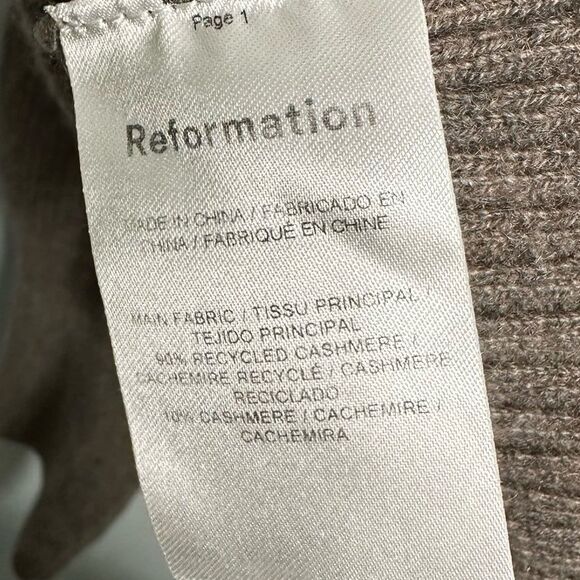 Page 1
Reformation
MADE IN CHINA / FABRICADO EN
CHINA / FABRIQUÉ EN CHINE
MAIN FABRIC / TISSU PRINCIPAL /
TEJIDO PRINCIPAL
90% RECYCLED CASHMERE /
CACHEMIRE RECYCLÉ / CASHMERE
RECICLADO
10% CASHMERE / CACHEMIRE /
CACHEMIRA